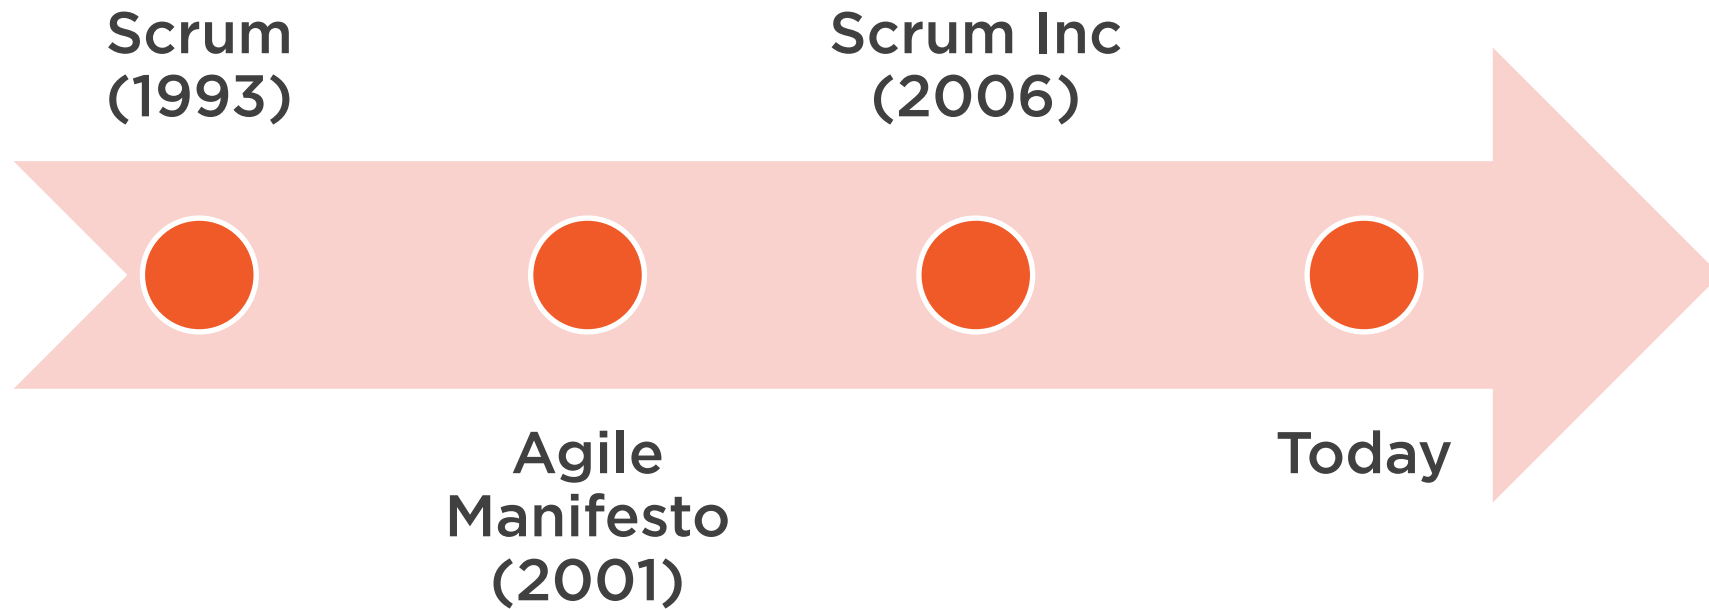 Scrum
(1993)
Agile
Manifesto
(2001)
Scrum Inc
(2006)
Today